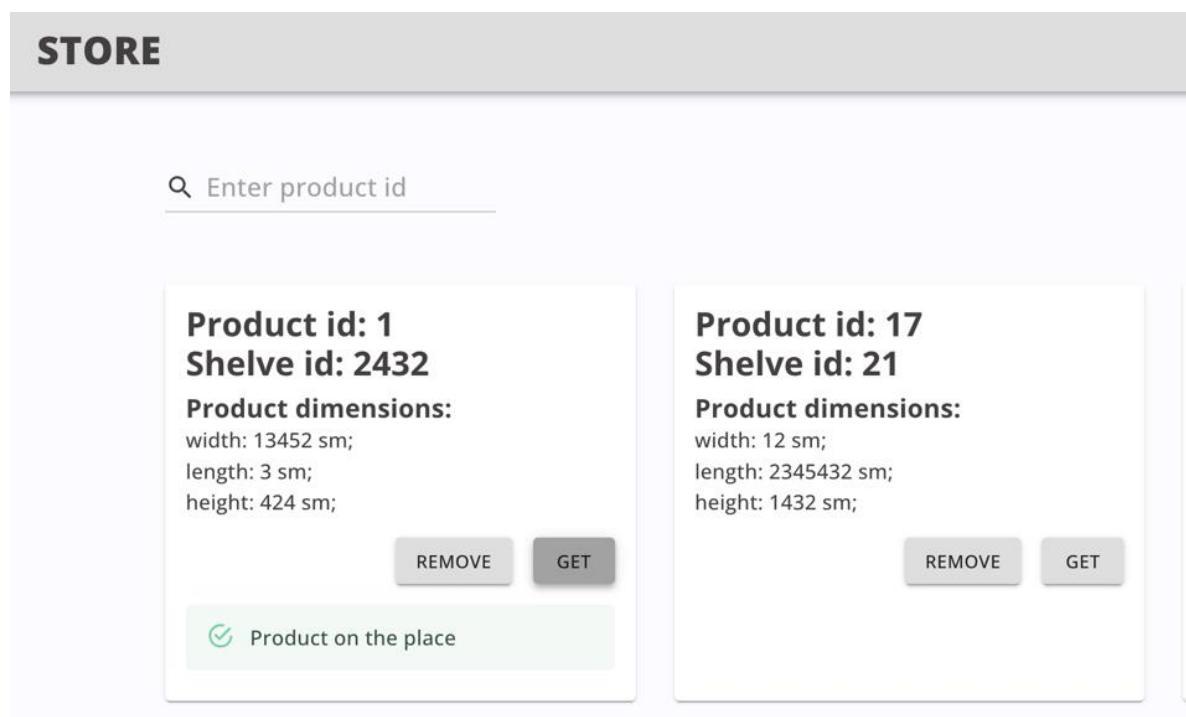 STORE
Enter product id
Product id: 1
Shelve id: 2432
Product dimensions:
width: 13452 sm;
length: 3 sm;
height: 424 sm;
REMOVE
GET
Product on the place
Product id: 17
Shelve id: 21
Product dimensions:
width: 12 sm;
length: 2345432 sm;
height: 1432 sm;
REMOVE
GET